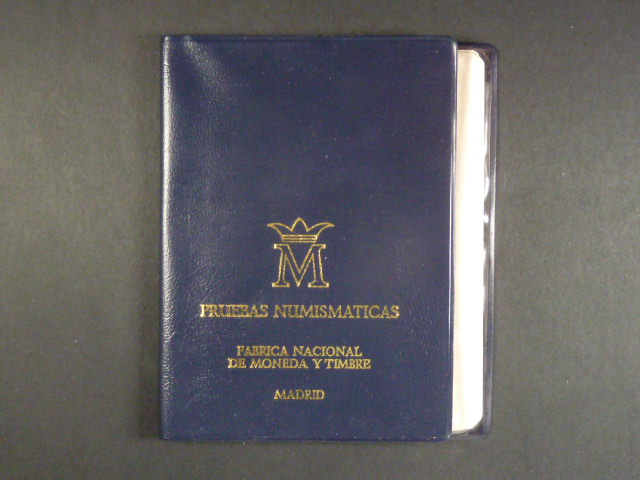 M
PRUEBAS NUMISMATICAS
FABRICA NACIONAL
DE MONEDA Y TIMBRE
MADRID